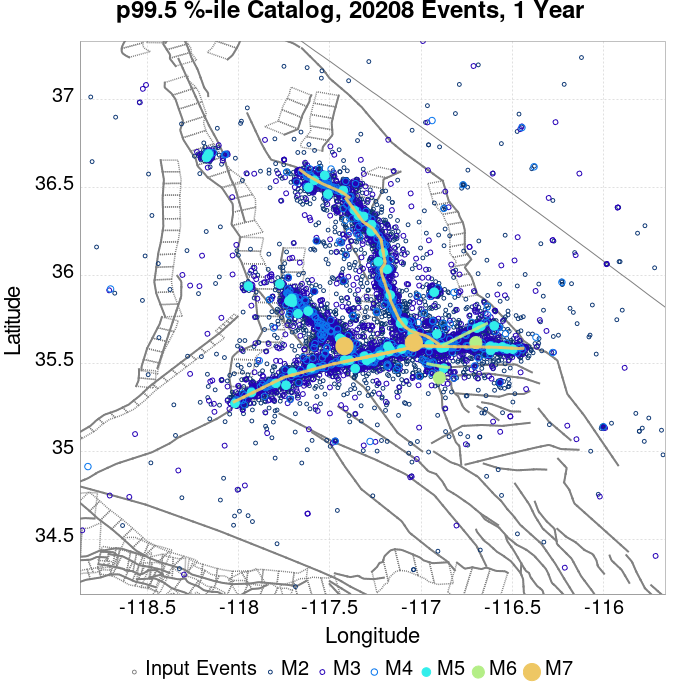 p99.5 %-ile Catalog, 20208 Events, 1 Year
37
36.5
36
35.5
35
34.5
Latitude
-118.5 -118 -117.5 -117 -116.5 -116
Longitude
Input Events M2 M3 M4 M5 M6 M7